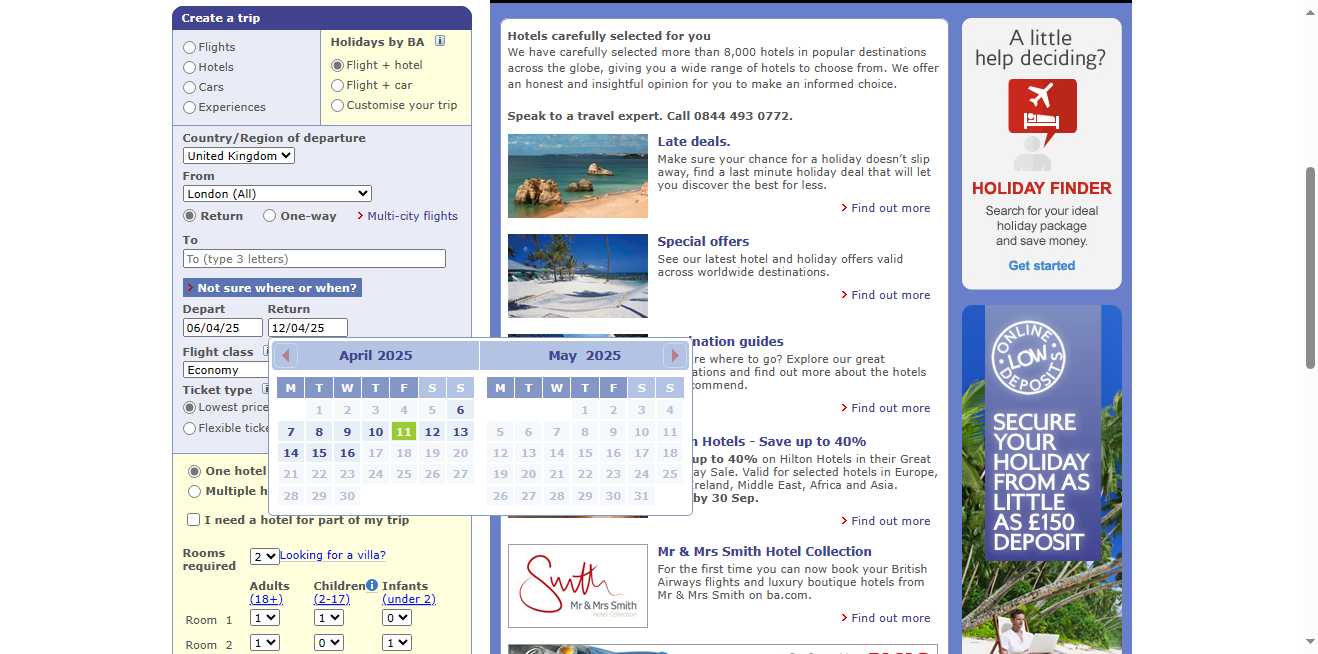 Create a trip
Flights
Hotels
Cars
Experiences
Holidays by BA
Flight + hotel
Flight + car
Customise your trip
Country/Region of departure
United Kingdom
From
London (All)
Return
One-way
Multi-city flights
To
To (type 3 letters)
Not sure where or when?
Depart Return
06/04/25 12/04/25
Flight class
Economy
Ticket type
Lowest price
Flexible
April 2025
M T W T F S S
1 2 3 4 5 6
7 8 9 10 11 12 13
14 15 16 17 18 19 20
21 22 23 24 25 26 27
28 29 30
May 2025
M T W T F S S
1 2 3 4
5 6 7 8 9 10 11
12 13 14 15 16 17 18
19 20 21 22 23 24 25
26 27 28 29 30 31
One hotel
Multiple
I need a hotel for part of my trip
Rooms
required
2
Looking for a villa?
Adults Children Infants
(18+) (2-17) (under 2)
Room 1 1 1 0
Room 2 1 0 1
Hotels carefully selected for you
We have carefully selected more than 8,000 hotels in popular destinations
across the globe, giving you a wide range of hotels to choose from. We offer
an honest and insightful opinion for you to make an informed choice.
Speak to a travel expert. Call 0844 493 0772.
Late deals.
Make sure your chance for a holiday doesn't slip
away, find a last minute holiday deal that will let
you discover the best for less.
Find out more
Special offers
See our latest hotel and holiday offers valid
across worldwide destinations.
Find out more
guides
where to go? Explore our great
and find out more about the hotels
Find out more
Hotels - Save up to 40%
up to 40% on Hilton Hotels in their Great
Sale. Valid for selected hotels in Europe,
Middle East, Africa and Asia.
by 30 Sep.
Find out more
Smith
Mr & Mrs Smith
Hotel Collection
Mr & Mrs Smith Hotel Collection
For the first time you can now book your British
Airways flights and luxury boutique hotels from
Mr & Mrs Smith on ba.com.
Find out more
A little
help deciding?
HOLIDAY FINDER
Search for your ideal
holiday package
and save money.
Get started
ONLINE
LOW
DEPOSITS
SECURE
YOUR
HOLIDAY
FROM AS
LITTLE
AS £150
DEPOSIT